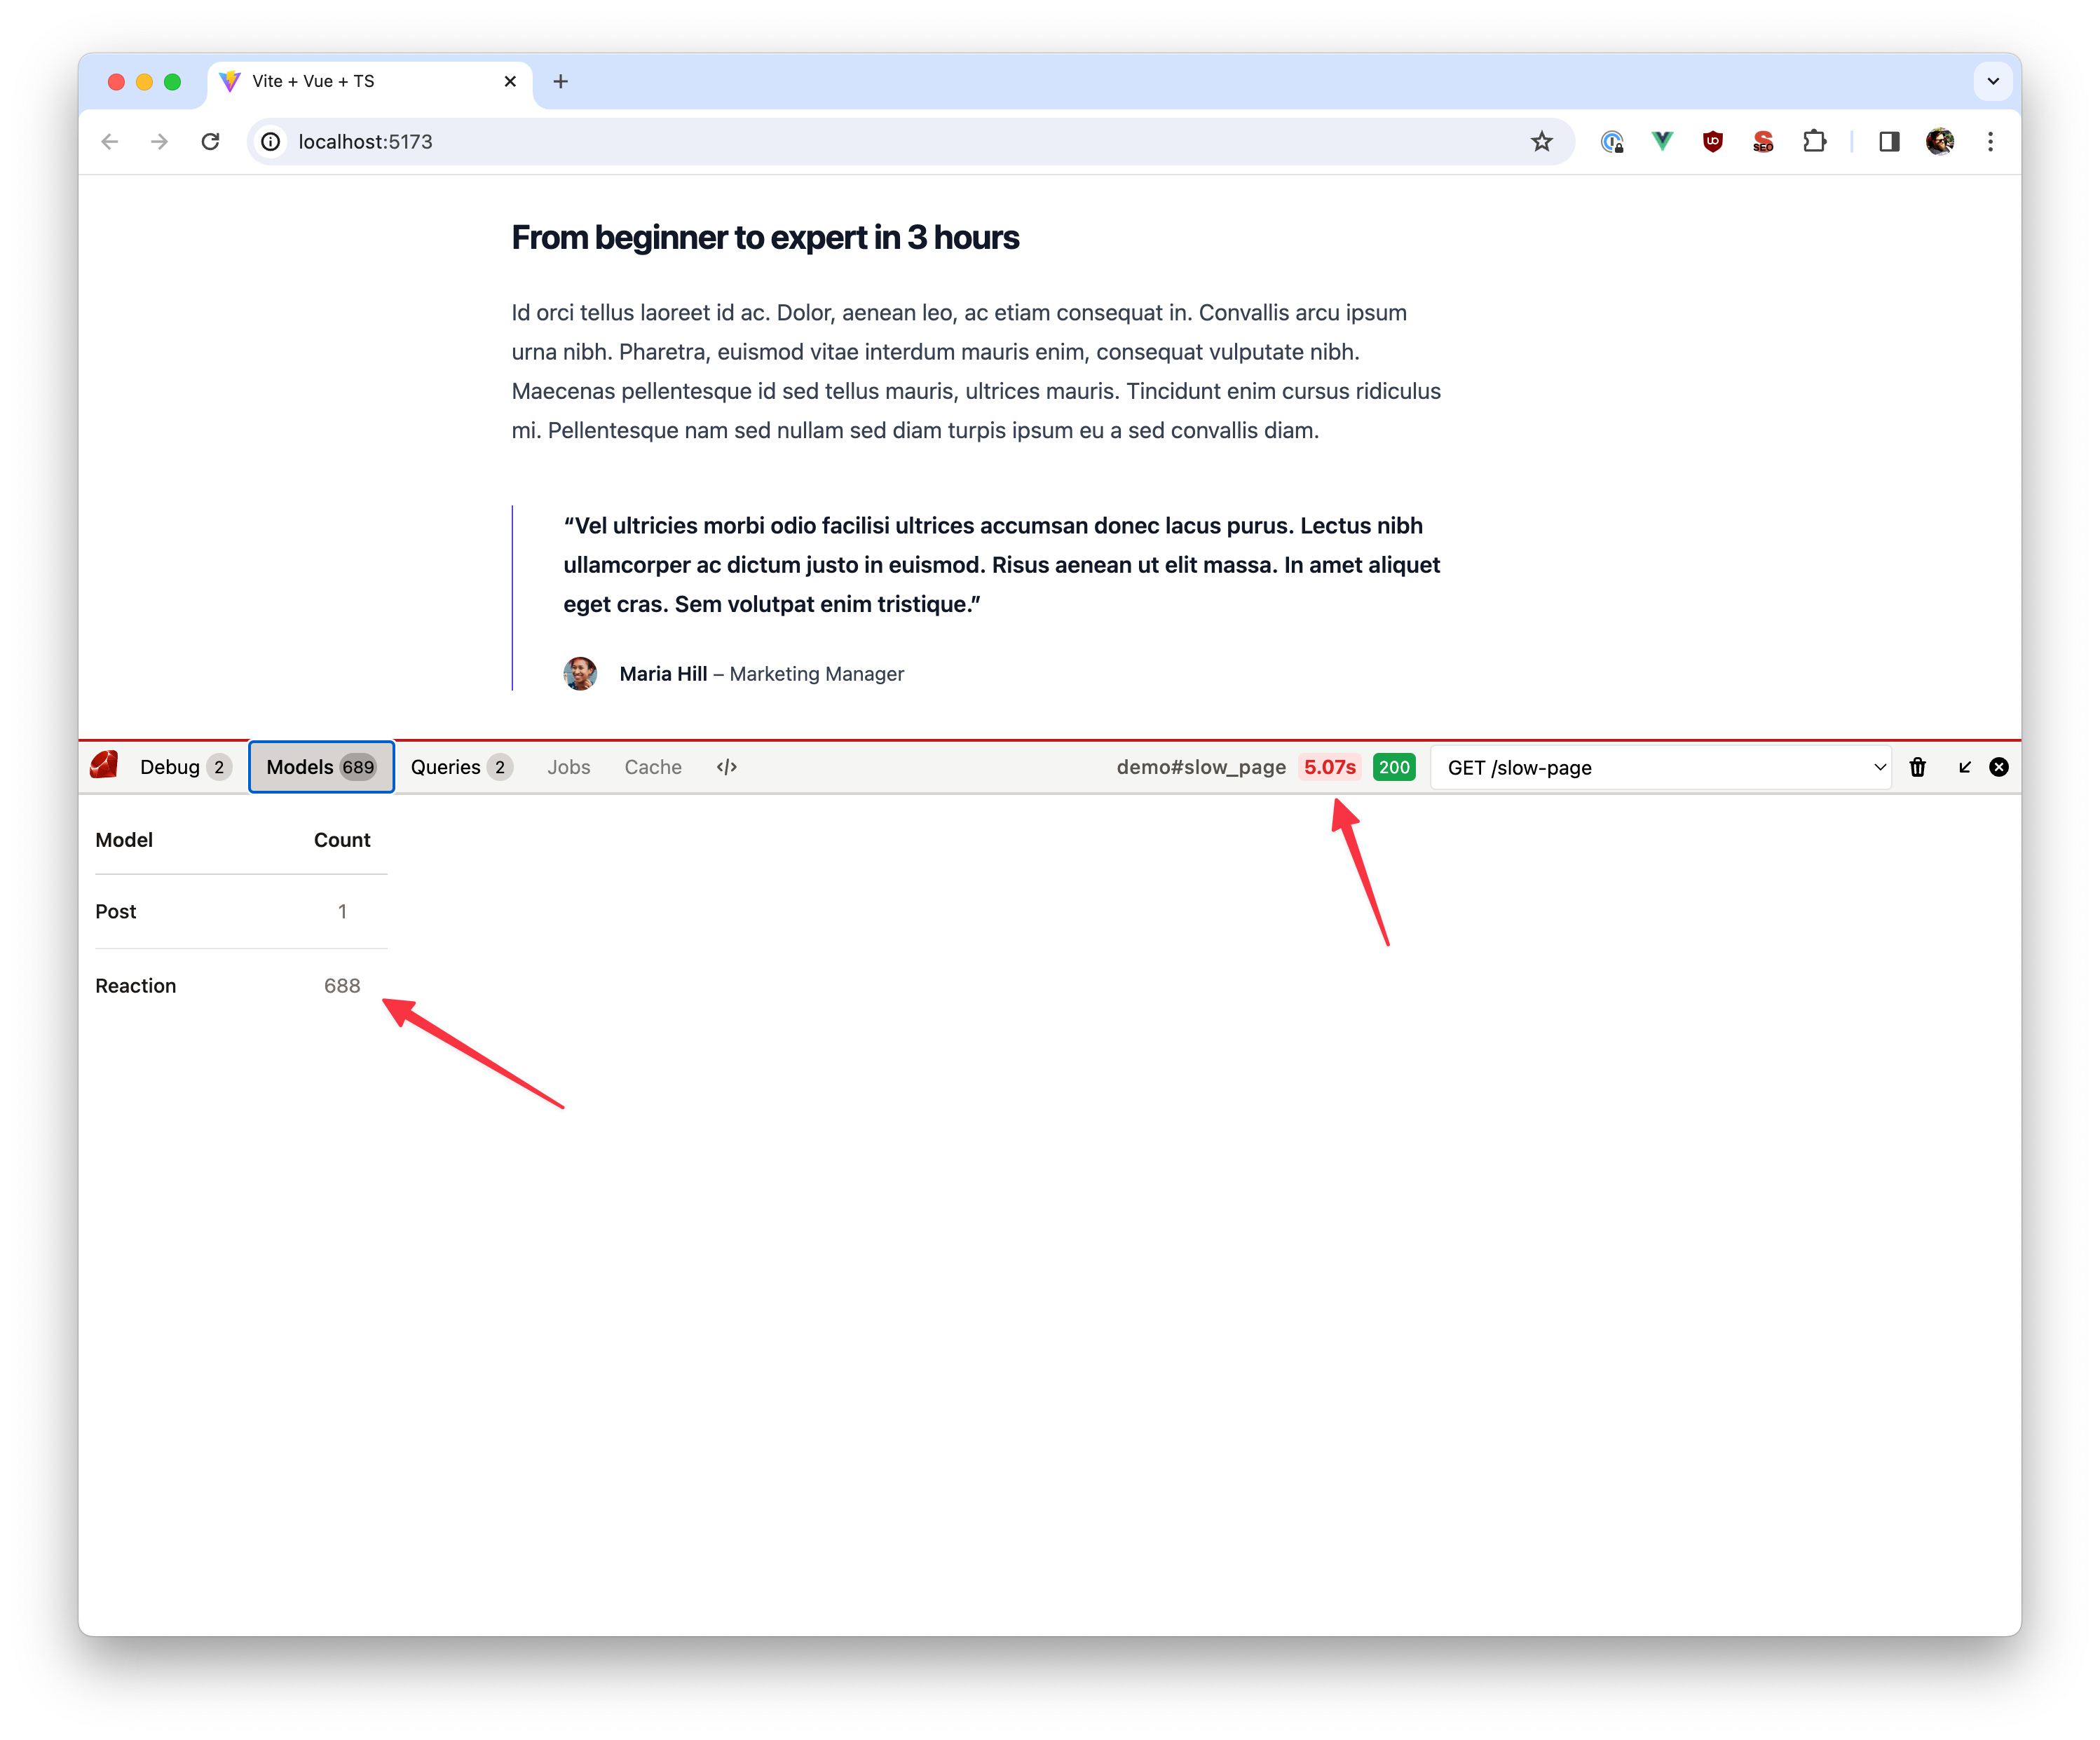 Vite + Vue + TS
localhost:5173
SEO
From beginner to expert in 3 hours
Id orci tellus laoreet id ac. Dolor, aenean leo, ac etiam consequat in. Convallis arcu ipsum
urna nibh. Pharetra, euismod vitae interdum mauris enim, consequat vulputate nibh.
Maecenas pellentesque id sed tellus mauris, ultrices mauris. Tincidunt enim cursus ridiculus
mi. Pellentesque nam sed nullam sed diam turpis ipsum eu a sed convallis diam.
“Vel ultricies morbi odio facilisi ultrices accumsan donec lacus purus. Lectus nibh
ullamcorper ac dictum justo in euismod. Risus aenean ut elit massa. In amet aliquet
eget cras. Sem volutpat enim tristique.”
Maria Hill – Marketing Manager
Debug 2 Models 689 Queries 2 Jobs Cache </> demo#slow_page 5.07s 200 GET /slow-page
Model Count
Post 1
Reaction 688